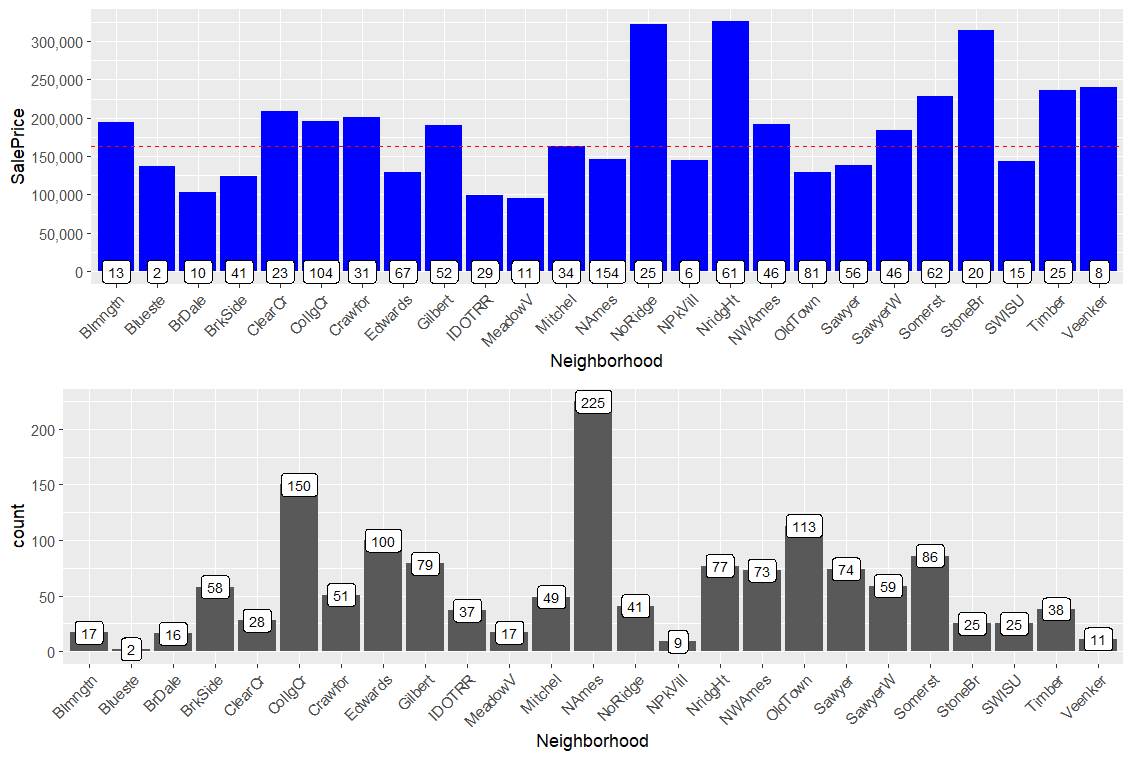 SalePrice
300,000
250,000
200,000
150,000
100,000
50,000
0
13 2 10 41 23 104 31 67 52 29 11 34 154 25 6 61 46 81 56 46 62 20 15 25 8
Blmngtn Blueste BrDale BrkSide ClearCr CollgCr Crawfor Edwards Gilbert IDOTRR MeadowV Mitchel NAmes NoRidge NPkVill NridgHt NWAmes OldTown Sawyer SawyerW Somerst StoneBr SWISU Timber Veenker
Neighborhood
count
200
150
100
50
0
17 2 16 58 28 150 51 100 79 37 17 49 225 41 9 77 73 113 74 59 86 25 25 38 11
Blmngtn Blueste BrDale BrkSide ClearCr CollgCr Crawfor Edwards Gilbert IDOTRR MeadowV Mitchel NAmes NoRidge NPkVill NridgHt NWAmes OldTown Sawyer SawyerW Somerst StoneBr SWISU Timber Veenker
Neighborhood